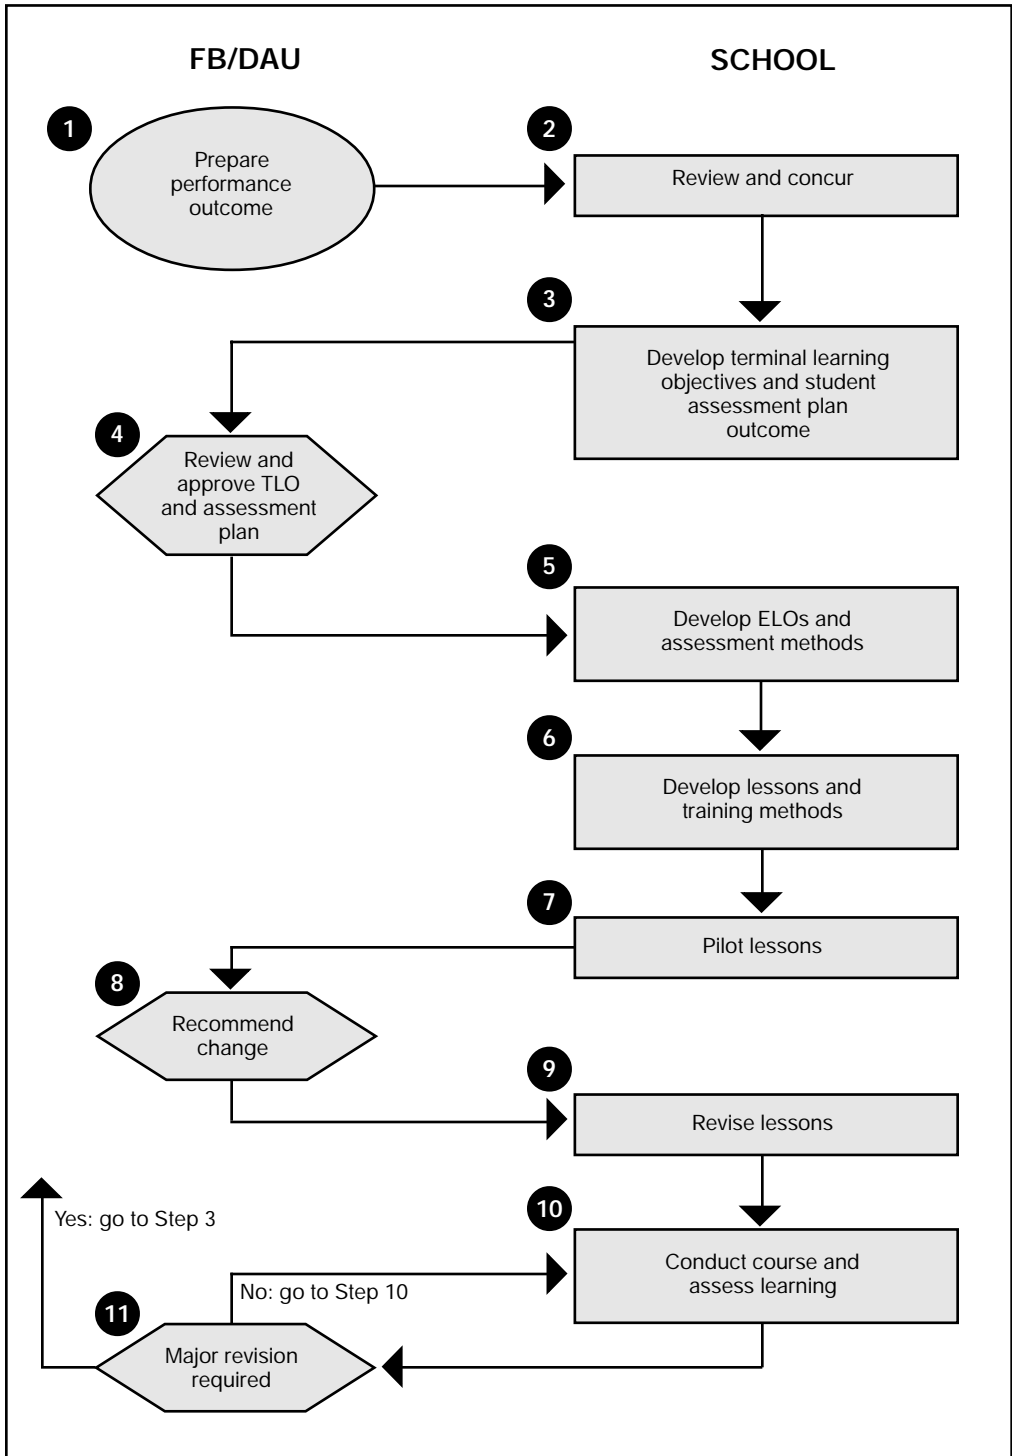 FB/DAU
SCHOOL
1
Prepare
performance
outcome
2
Review and concur
3
Develop terminal learning
objectives and student
assessment plan
outcome
4
Review and
approve TLO
and assessment
plan
5
Develop ELOs and
assessment methods
6
Develop lessons and
training methods
7
Pilot lessons
8
Recommend
change
9
Revise lessons
Yes: go to Step 3
10
Conduct course and
assess learning
No: go to Step 10
11
Major revision
required